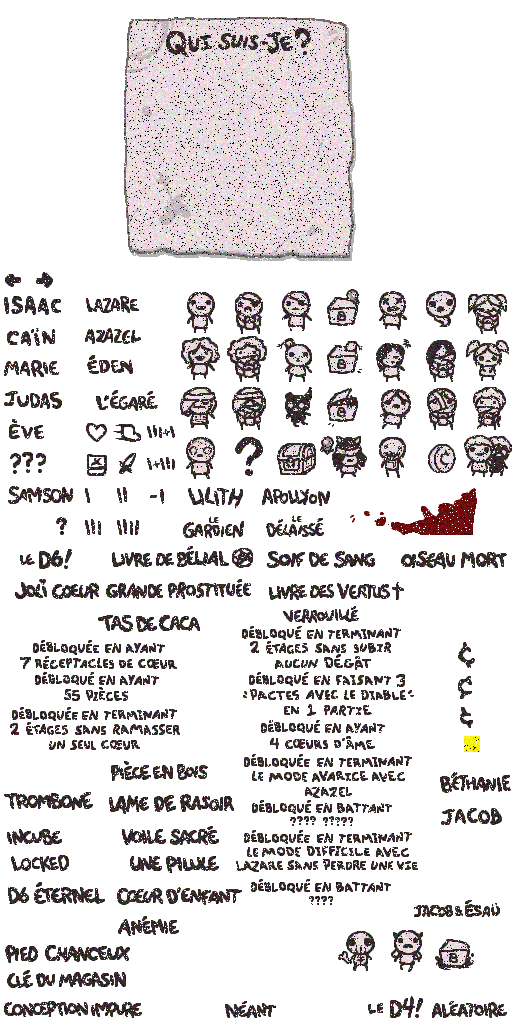 QUI SUIS-JE?
ISAAC LAZARE
CAÏN AZAZEL
MARIE ÉDEN
JUDAS L'ÉGARÉ
ÈVE
???
SAMSON I II -I LILITH APOLLYON
? III IIII LE GARDIEN LE DÉLAISSÉ
LE D6! LIVRE DE BÉLIAL SOIF DE SANG OISEAU MORT
JOLI COEUR GRANDE PROSTITUÉE LIVRE DES VERTUS
TAS DE CACA
DÉBLOQUÉE EN AYANT
7 RÉCEPTACLES DE CŒUR
DÉBLOQUÉ EN AYANT
55 PIÈCES
DÉBLOQUÉE EN TERMINANT
2 ÉTAGES SANS RAMASSER
UN SEUL CŒUR
VERROUILLÉ
DÉBLOQUÉ EN TERMINANT
2 ÉTAGES SANS SUBIR
AUCUN DÉGÂT
DÉBLOQUÉ EN FAISANT 3
"PACTES AVEC LE DIABLE"
EN 1 PARTIE
DÉBLOQUÉ EN AYANT
4 CŒURS D'ÂME
DÉBLOQUÉ EN TERMINANT
LE MODE AVARICE AVEC
AZAZEL
DÉBLOQUÉ EN BATTANT
???? ?????
DÉBLOQUÉ EN TERMINANT
LE MODE DIFFICILE AVEC
LAZARE SANS PERDRE UNE VIE
DÉBLOQUÉ EN BATTANT
????
¢
¢
¢
PIÈCE EN BOIS
TROMBONE LAME DE RASOIR
INCUBE VOILE SACRÉ
LOCKED UNE PILULE
D6 ÉTERNEL CŒUR D'ENFANT
ANÉMIE
BÉTHANIE
JACOB
JACOB & ÉSAÜ
PIED CHANCEUX
CLÉ DU MAGASIN
CONCEPTION IMPURE NÉANT LE D4! ALÉATOIRE